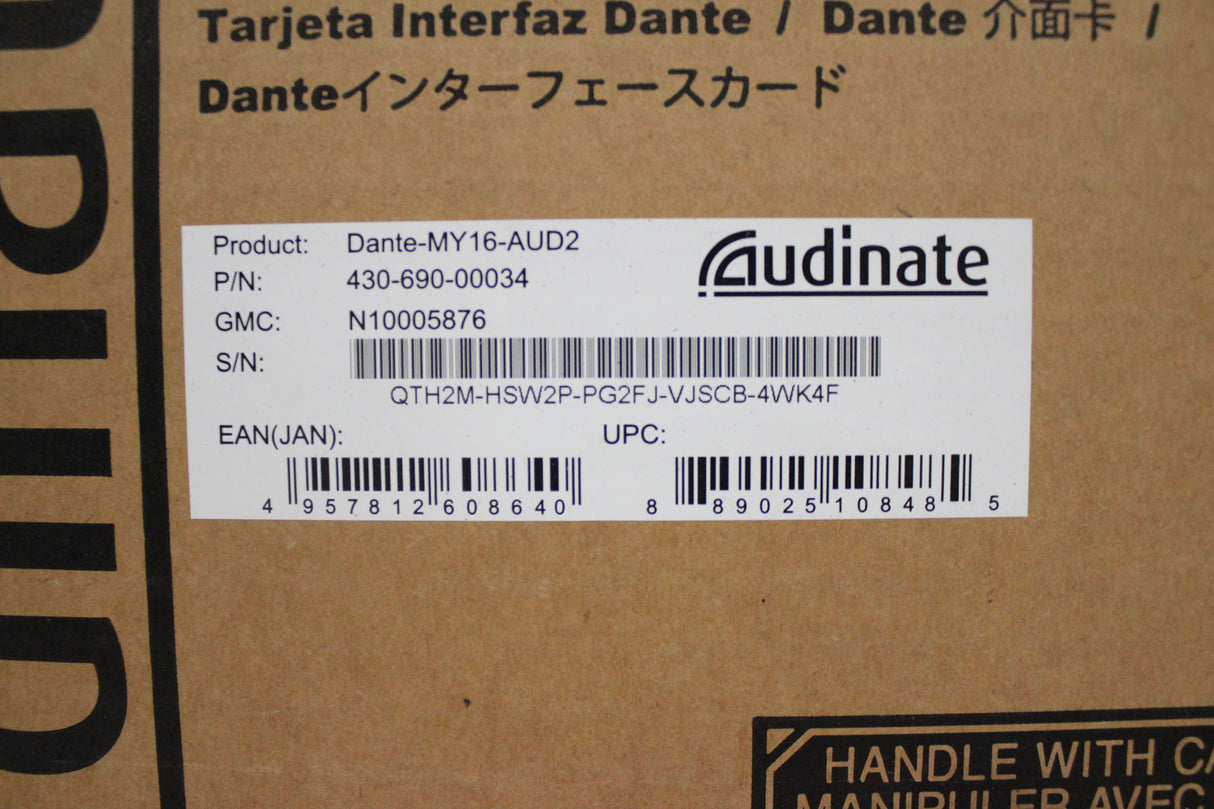 Tarjeta Interfaz Dante / Dante 介面卡 /
Danteインターフェースカード
Audinate
Product: Dante-MY16-AUD2
P/N: 430-690-00034
GMC: N10005876
S/N:
QTH2M-HSW2P-PG2FJ-VJSCB-4WK4F
EAN(JAN): UPC:
4 957812 608640 8 89025 10848 5
HANDLE WITH
MANIPULER AVEC